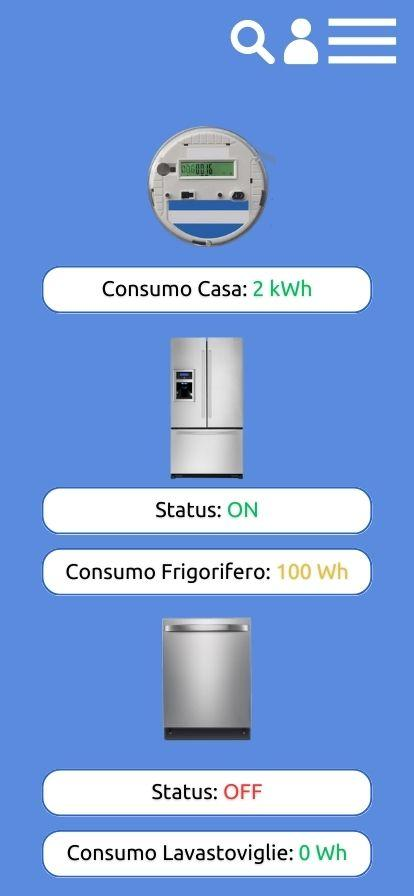 Consumo Casa: 2 kWh
Status: ON
Consumo Frigorifero: 100 Wh
Status: OFF
Consumo Lavastoviglie: 0 Wh